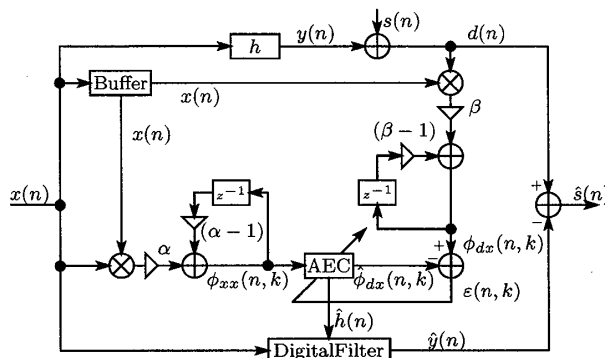 s(n)
h
y(n)
d(n)
Buffer
x(n)
β
x(n)
(β − 1)
x(n)
z⁻¹
z⁻¹
ŝ(n)
+
−
α
(α − 1)
ϕxx(n, k)
AEC
ϕ̂dx(n, k)
+
−
ϕdx(n, k)
ε(n, k)
ĥ(n)
DigitalFilter
ŷ(n)